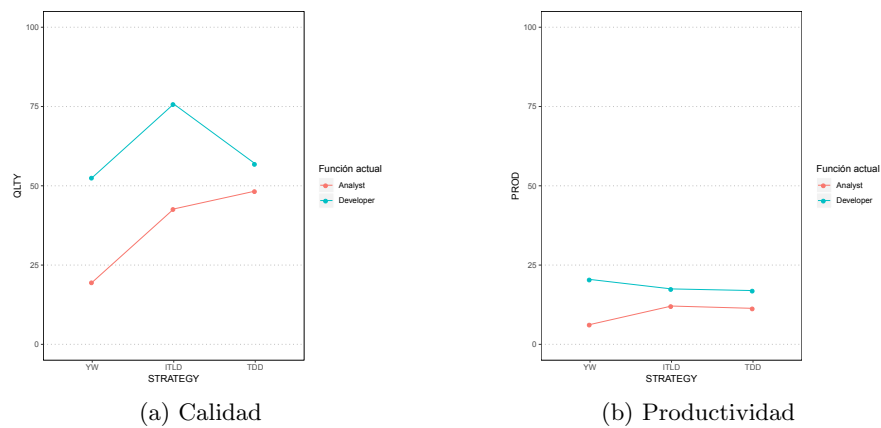 100
75
50
25
0
QLTY
YW
ITLD
TDD
STRATEGY
Función actual
Analyst
Developer
(a) Calidad
100
75
50
25
0
PROD
YW
ITLD
TDD
STRATEGY
Función actual
Analyst
Developer
(b) Productividad